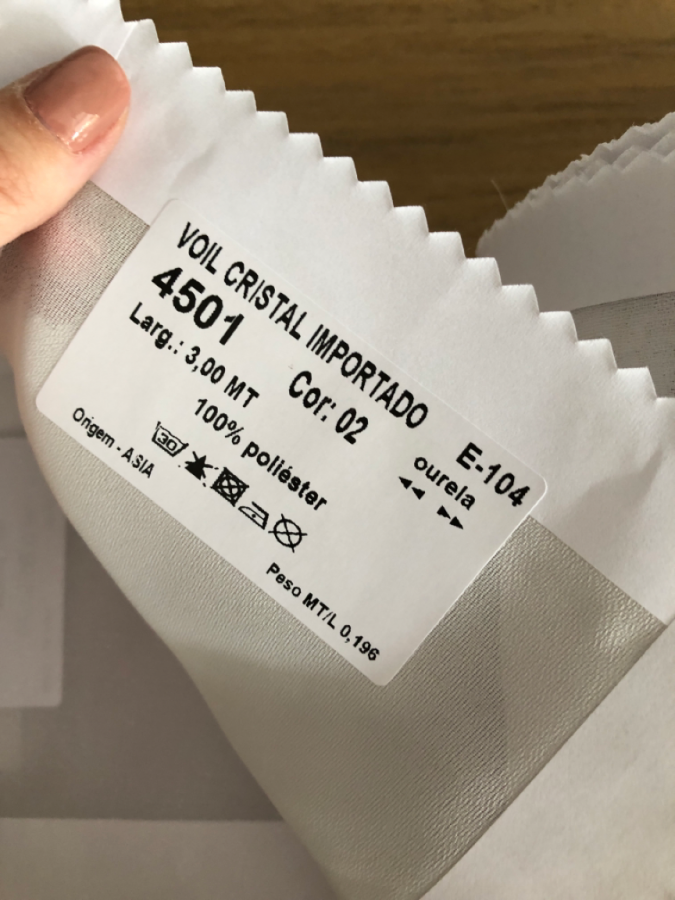 VOIL CRISTAL IMPORTADO
4501
Cor: 02
E-104
Larg.: 3,00 MT
100% poliéster
ourela
30
Origem - ASIA
Peso MT/L 0,196